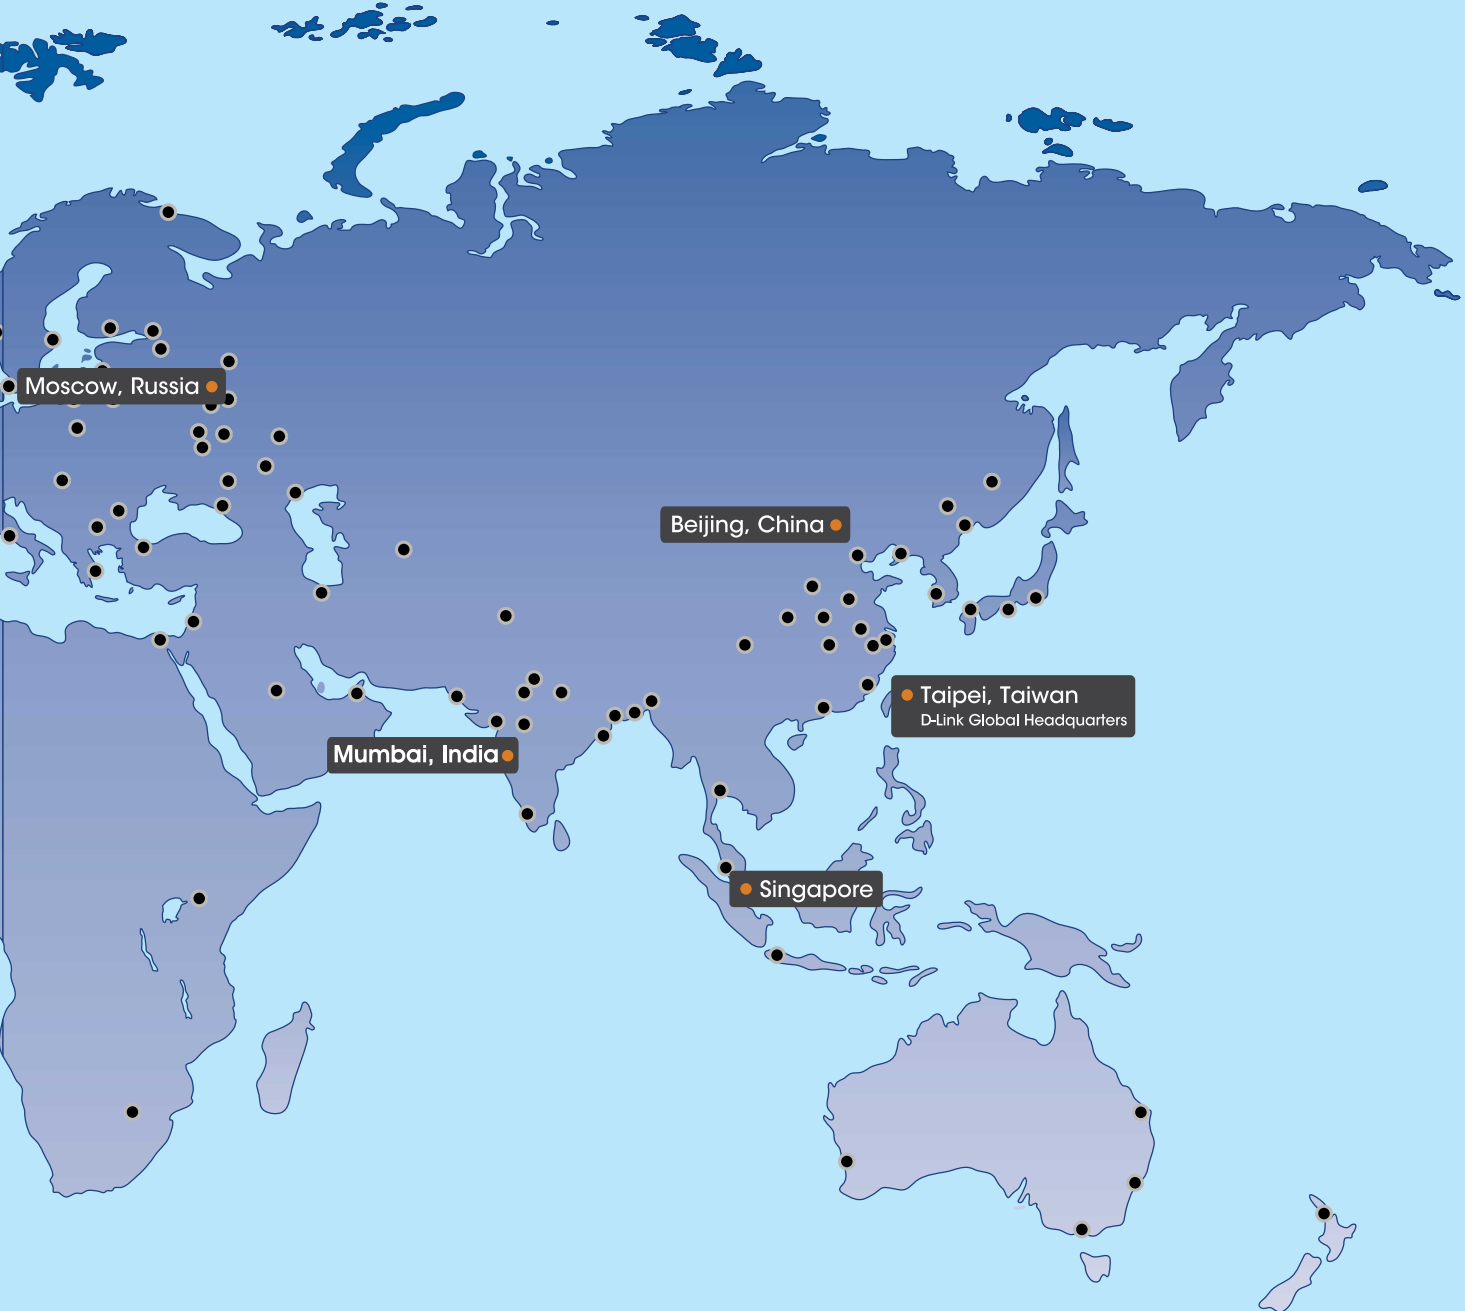 Moscow, Russia
Beijing, China
Taipei, Taiwan
D-Link Global Headquarters
Mumbai, India
Singapore